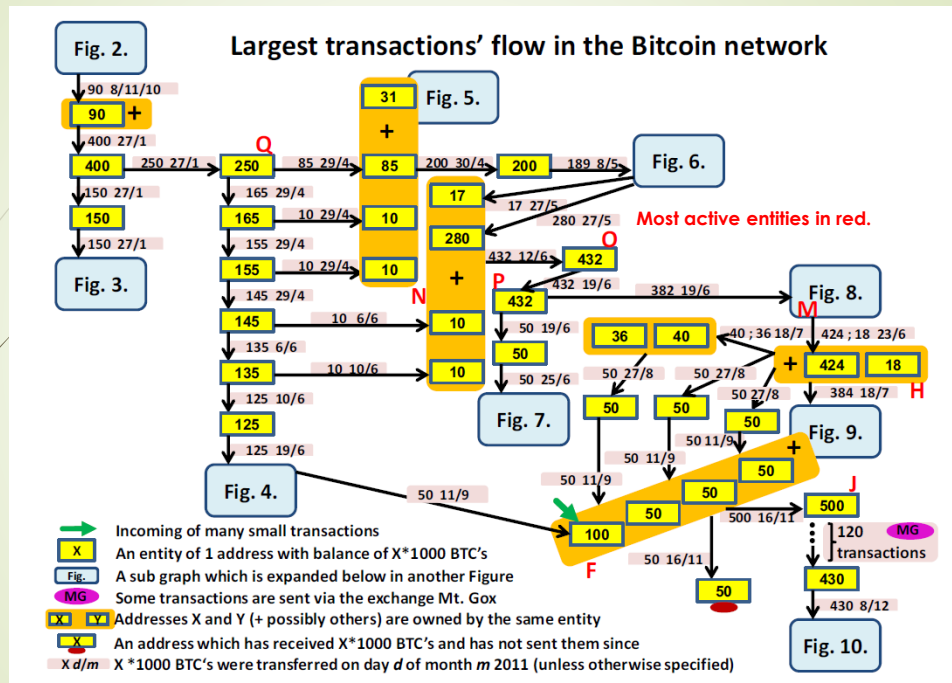 Largest transactions' flow in the Bitcoin network
Fig. 2.
90 8/11/10
90 +
400 27/1
400
250 27/1
Q
250
85 29/4
31
+
85
Fig. 5.
200 30/4
200
189 8/5
Fig. 6.
150 27/1
150
150 27/1
Fig. 3.
165 29/4
165
10 29/4
10
155 29/4
155
10 29/4
10
145 29/4
145
10 6/6
135 6/6
135
10 10/6
125 10/6
125
125 19/6
Fig. 4.
17
17 27/5
280
280 27/5
+
N
10
10
Most active entities in red.
432 12/6
O
432
P
432 19/6
432
382 19/6
Fig. 8.
50 19/6
50
50 25/6
Fig. 7.
M
424 ; 18 23/6
40 ; 36 18/7
36 40
+ 424 18
H
384 18/7
Fig. 9.
50 27/8
50 27/8
50 27/8
50
50
50
50 11/9
50 11/9
50 11/9
50 11/9
+
50
50
50
100
F
500 16/11
J
500
120
transactions
MG
430
430 8/12
Fig. 10.
50 16/11
50
Incoming of many small transactions
X An entity of 1 address with balance of X*1000 BTC's
Fig. A sub graph which is expanded below in another Figure
MG Some transactions are sent via the exchange Mt. Gox
X Y Addresses X and Y (+ possibly others) are owned by the same entity
X An address which has received X*1000 BTC's and has not sent them since
X d/m X *1000 BTC's were transferred on day d of month m 2011 (unless otherwise specified)